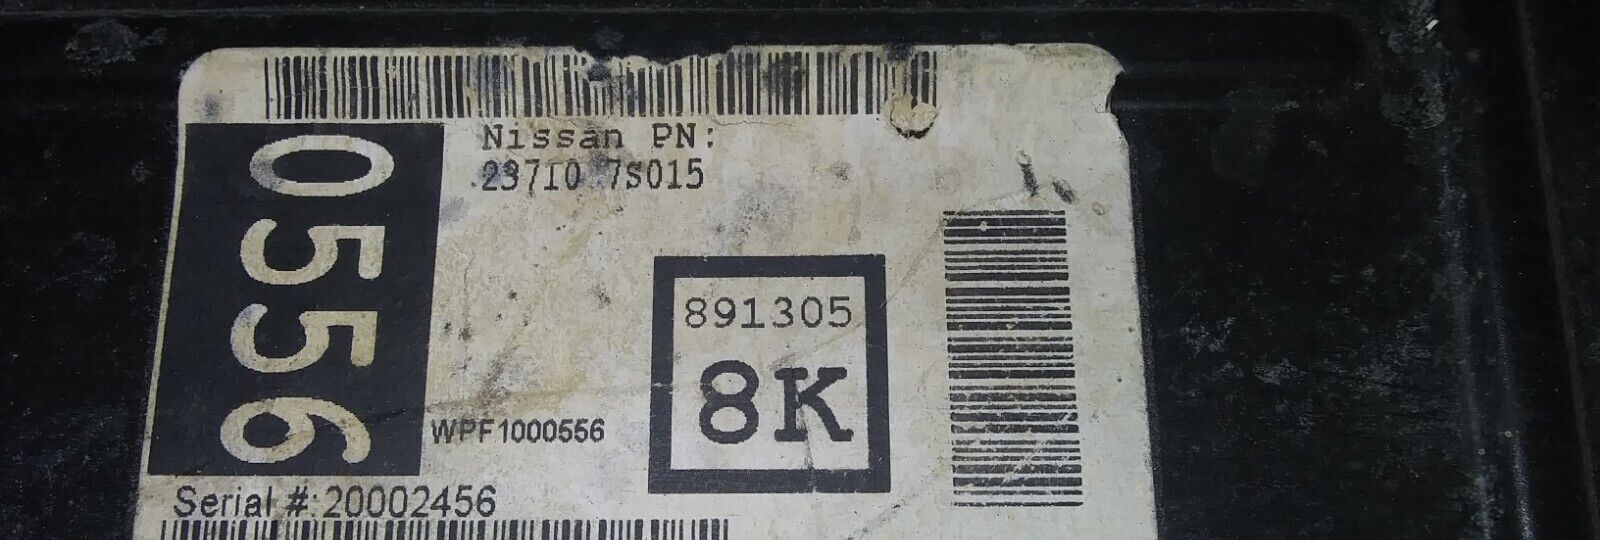 Nissan PN:
23710 7S015
0556
891305
8K
WPF1000556
Serial #: 20002456